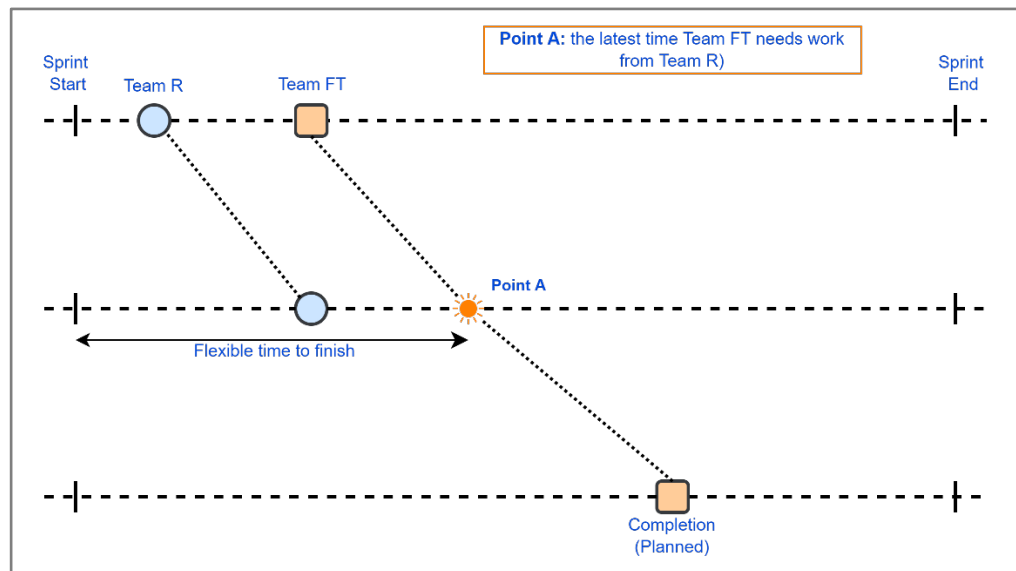 Point A: the latest time Team FT needs work
from Team R)
Sprint
Start
Team R
Team FT
Sprint
End
Point A
Flexible time to finish
Completion
(Planned)